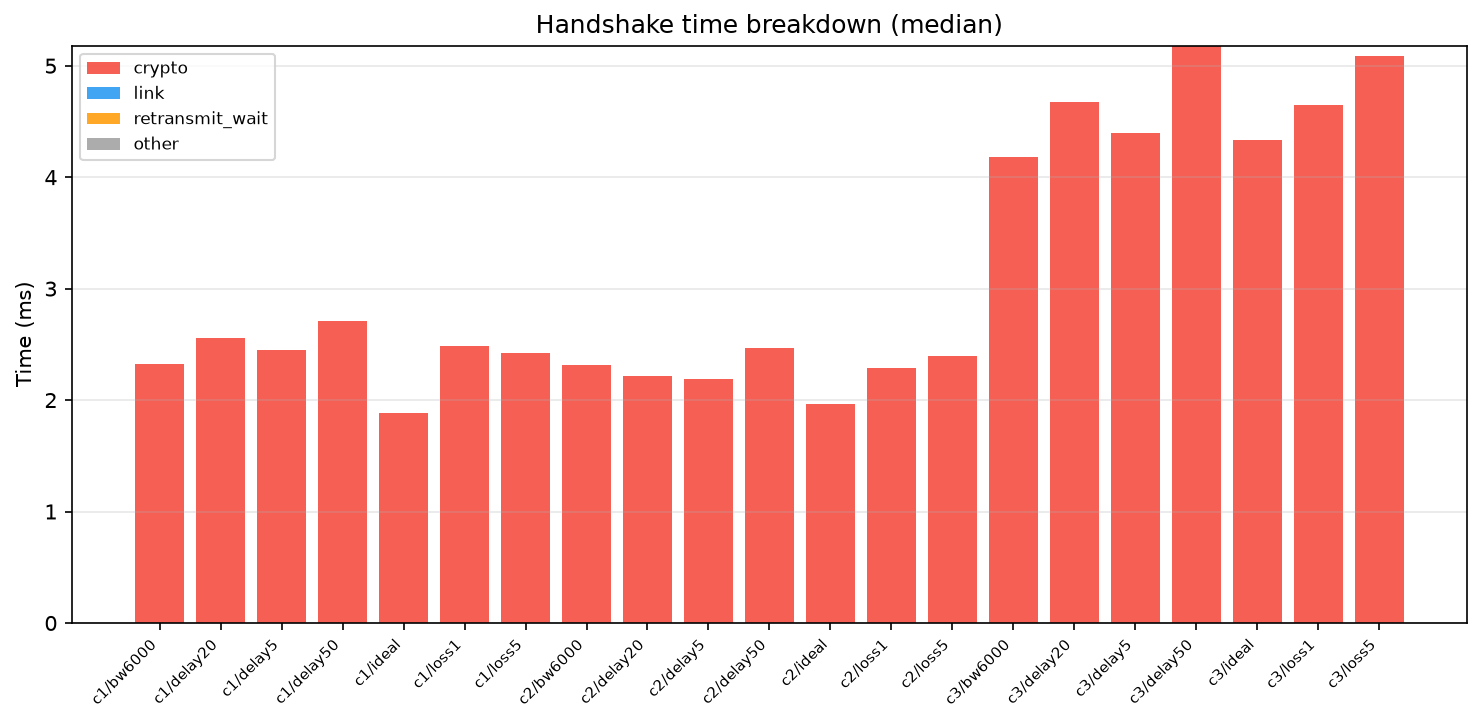 Handshake time breakdown (median)
crypto
link
retransmit_wait
other
Time (ms)
5
4
3
2
1
0
c1/bw6000
c1/delay20
c1/delay5
c1/delay50
c1/ideal
c1/loss1
c1/loss5
c2/bw6000
c2/delay20
c2/delay5
c2/delay50
c2/ideal
c2/loss1
c2/loss5
c3/bw6000
c3/delay20
c3/delay5
c3/delay50
c3/ideal
c3/loss1
c3/loss5